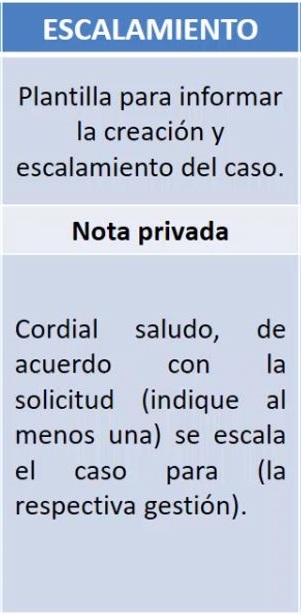 ESCALAMIENTO
Plantilla para informar
la creación y
escalamiento del caso.
Nota privada
Cordial saludo, de
acuerdo con la
solicitud (indique al
menos una) se escala
el caso para (la
respectiva gestión).